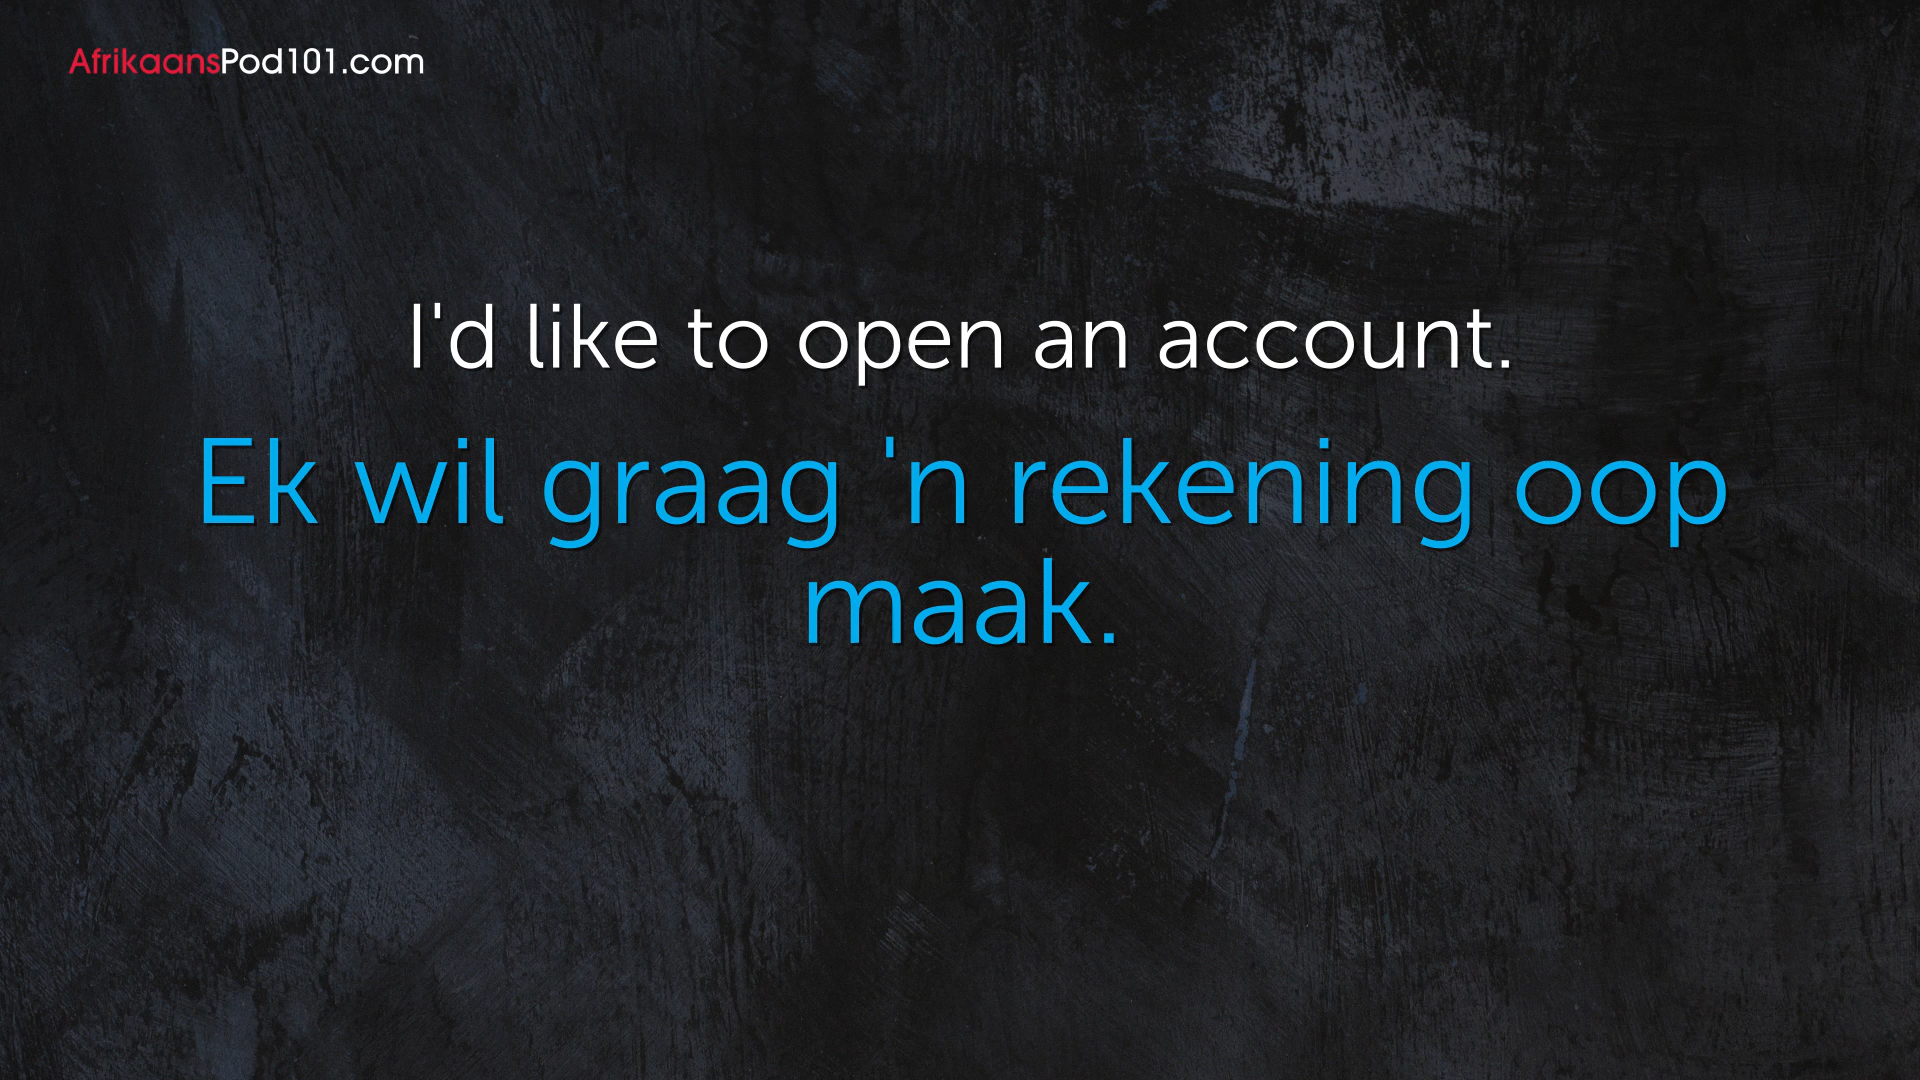 AfrikaansPod101.com
I'd like to open an account.
Ek wil graag 'n rekening oop
maak.